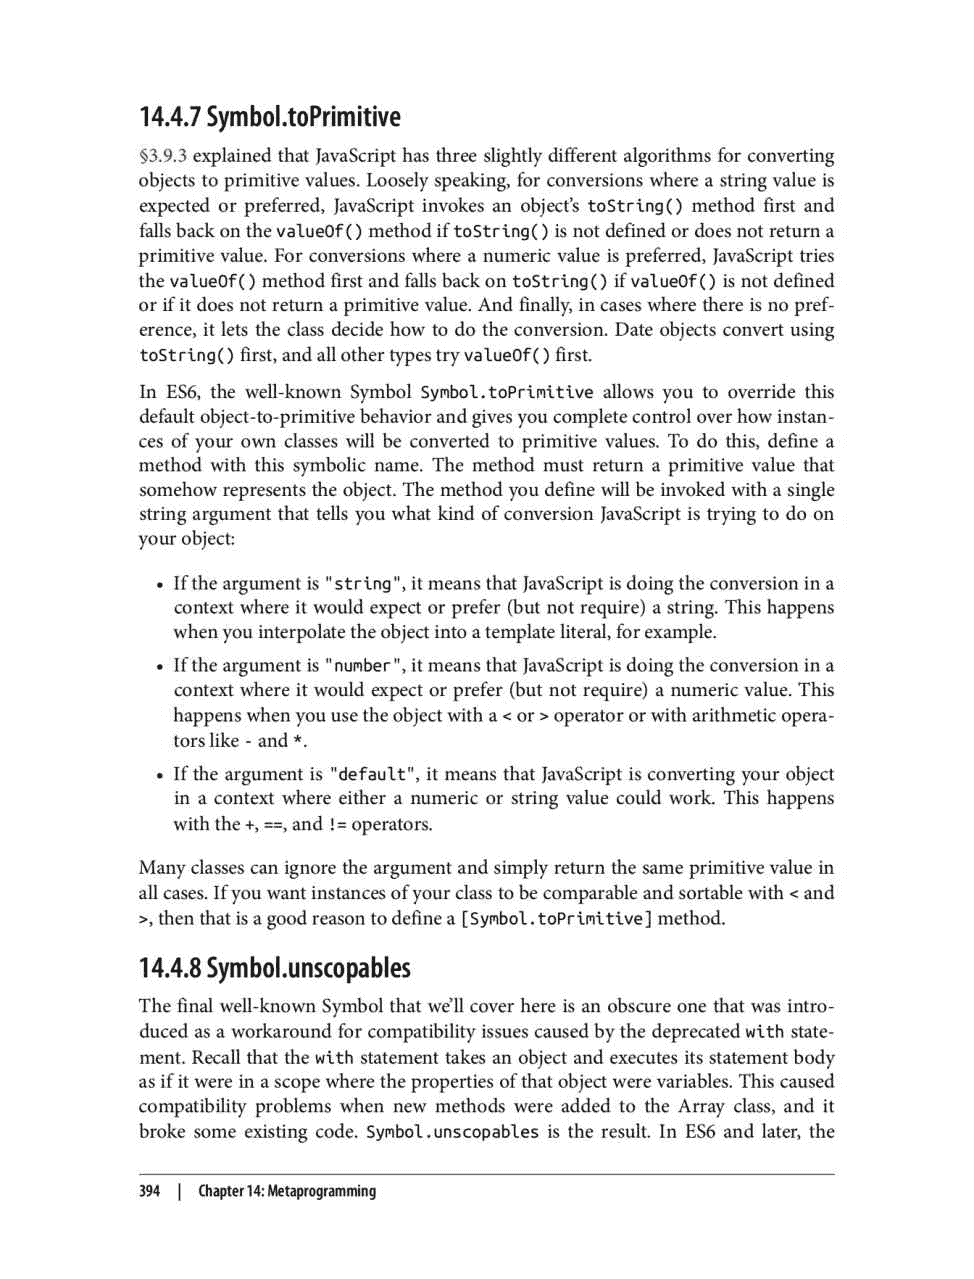 14.4.7 Symbol.toPrimitive
§3.9.3 explained that JavaScript has three slightly different algorithms for converting
objects to primitive values. Loosely speaking, for conversions where a string value is
expected or preferred, JavaScript invokes an object’s toString() method first and
falls back on the valueOf() method if toString() is not defined or does not return a
primitive value. For conversions where a numeric value is preferred, JavaScript tries
the valueOf() method first and falls back on toString() if valueOf() is not defined
or if it does not return a primitive value. And finally, in cases where there is no pref-
erence, it lets the class decide how to do the conversion. Date objects convert using
toString() first, and all other types try valueOf() first.
In ES6, the well-known Symbol Symbol.toPrimitive allows you to override this
default object-to-primitive behavior and gives you complete control over how instan-
ces of your own classes will be converted to primitive values. To do this, define a
method with this symbolic name. The method must return a primitive value that
somehow represents the object. The method you define will be invoked with a single
string argument that tells you what kind of conversion JavaScript is trying to do on
your object:
• If the argument is "string", it means that JavaScript is doing the conversion in a
context where it would expect or prefer (but not require) a string. This happens
when you interpolate the object into a template literal, for example.
• If the argument is "number", it means that JavaScript is doing the conversion in a
context where it would expect or prefer (but not require) a numeric value. This
happens when you use the object with a < or > operator or with arithmetic opera-
tors like - and *.
• If the argument is "default", it means that JavaScript is converting your object
in a context where either a numeric or string value could work. This happens
with the +, ==, and != operators.
Many classes can ignore the argument and simply return the same primitive value in
all cases. If you want instances of your class to be comparable and sortable with < and
>, then that is a good reason to define a [Symbol.toPrimitive] method.
14.4.8 Symbol.unscopables
The final well-known Symbol that we’ll cover here is an obscure one that was intro-
duced as a workaround for compatibility issues caused by the deprecated with state-
ment. Recall that the with statement takes an object and executes its statement body
as if it were in a scope where the properties of that object were variables. This caused
compatibility problems when new methods were added to the Array class, and it
broke some existing code. Symbol.unscopables is the result. In ES6 and later, the
394 | Chapter 14: Metaprogramming